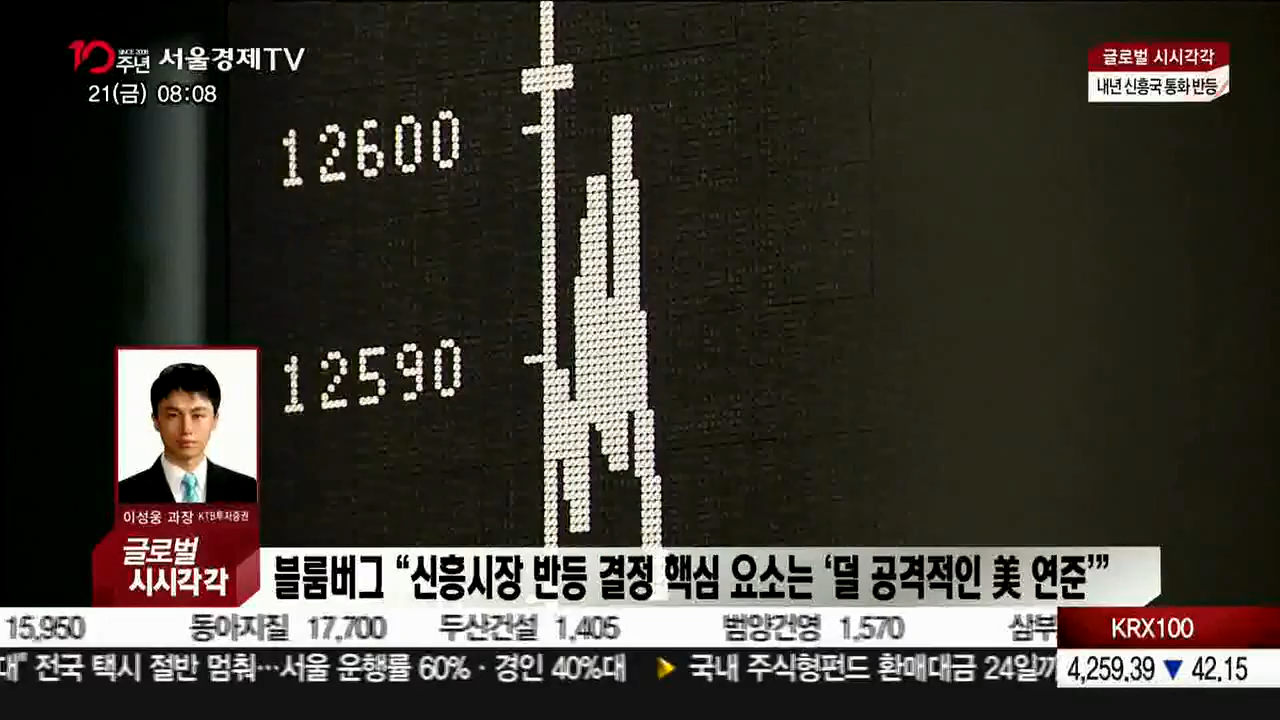 10주년 SINCE 2008 서울경제TV
21(금) 08:08
글로벌 시시각각
내년 신흥국 통화 반등
12600
12590
이성웅 과장 KTB투자증권
글로벌
시시각각
블룸버그 “신흥시장 반등 결정 핵심 요소는 ‘덜 공격적인 美 연준’”
15,950 동아지질 17,700 두산건설 1,405 범양건영 1,570 삼부
KRX100
대” 전국 택시 절반 멈춰…서울 운행률 60%·경인 40%대 ▶ 국내 주식형펀드 환매대금 24일까
4,259.39 ▼ 42.15